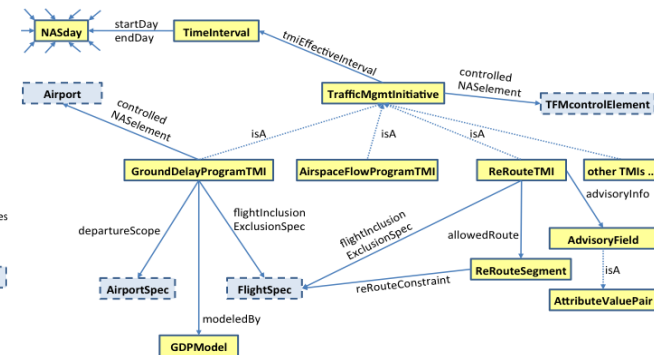 NASday
startDay
endDay
TimeInterval
tmiEffectiveInterval
Airport
controlled
NASelement
TrafficMgmtInitiative
controlled
NASelement
TFMcontrolElement
isA
isA
isA
GroundDelayProgramTMI
AirspaceFlowProgramTMI
ReRouteTMI
other TMIs ..
advisoryInfo
departureScope
flightInclusion
ExclusionSpec
flightInclusion
ExclusionSpec
allowedRoute
AdvisoryField
es
isA
AirportSpec
FlightSpec
reRouteConstraint
ReRouteSegment
AttributeValuePair
modeledBy
GDPModel